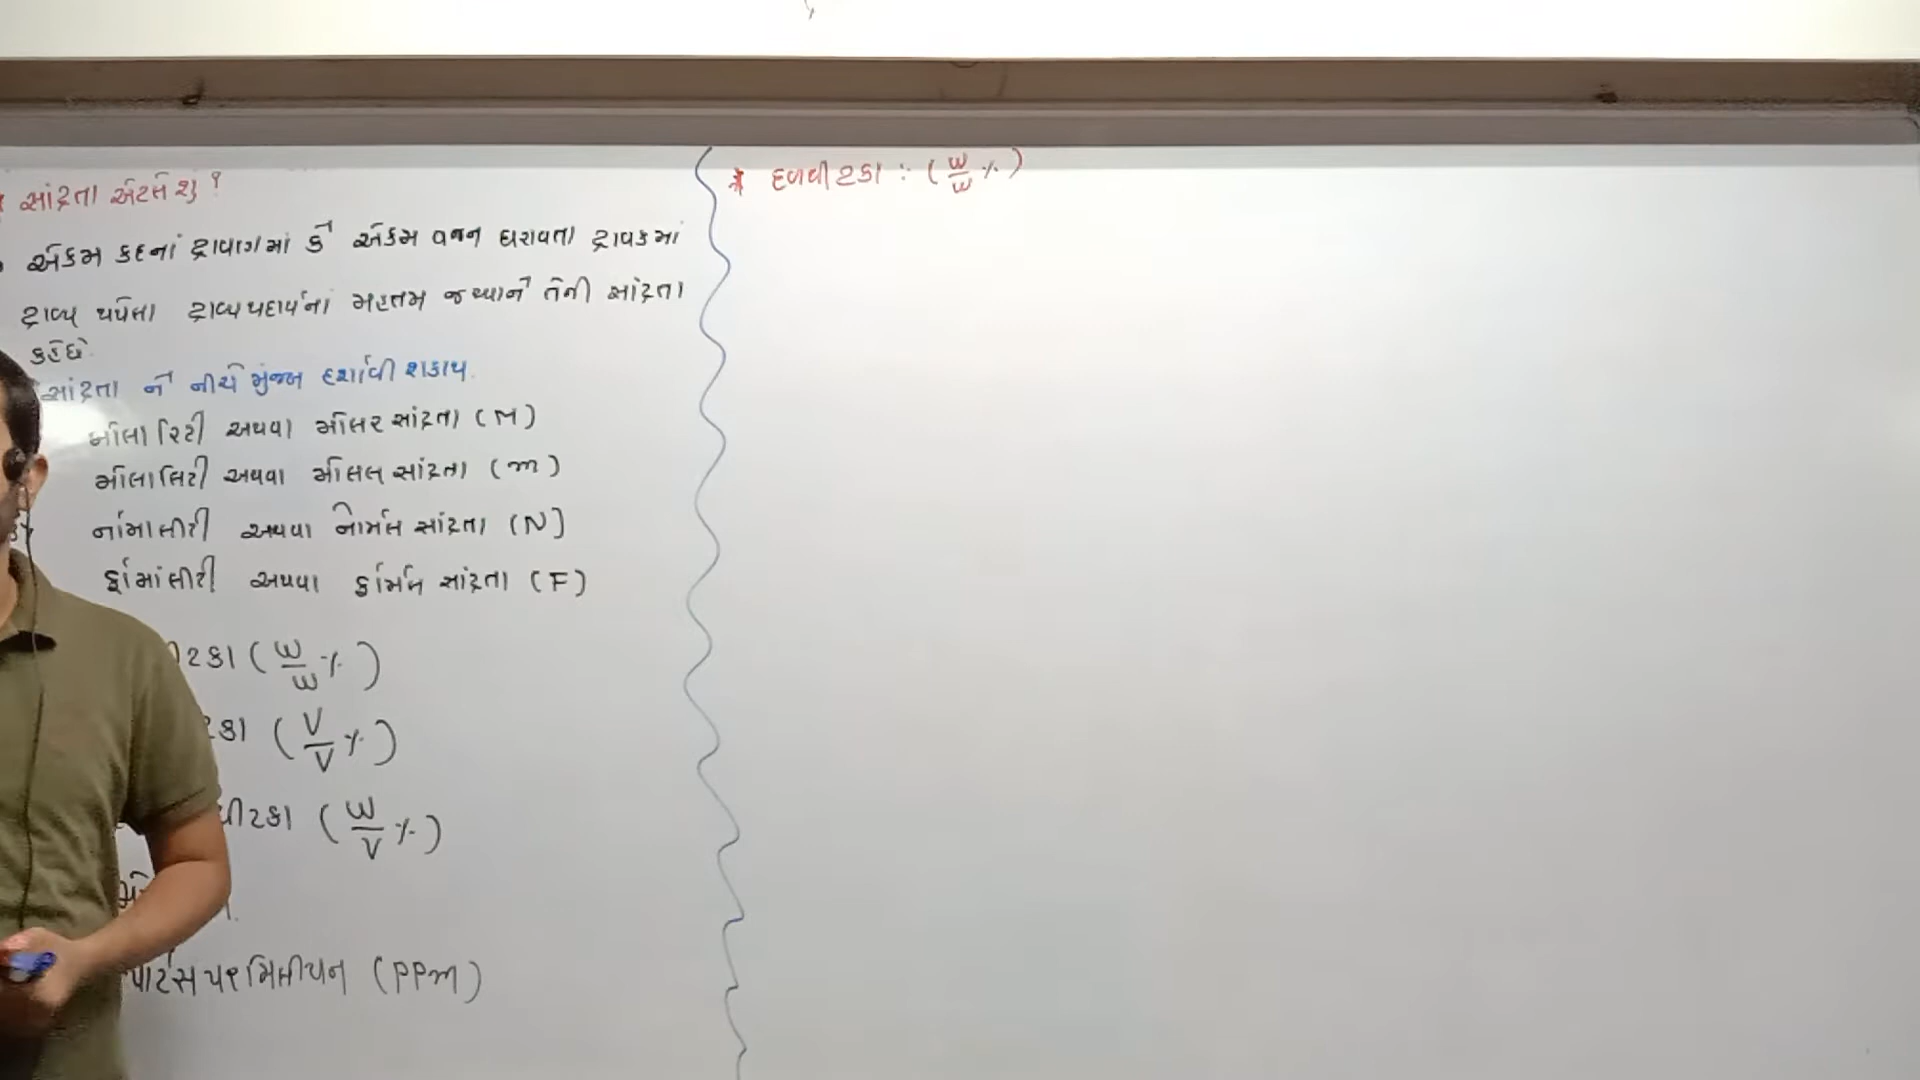 સાંદ્રતા એટલે શું?
એકમ કદનાં દ્રાવણમાં કે એકમ વજન ધરાવતા દ્રાવકમાં
દ્રાવ્ય થયેલા દ્રાવ્ય પદાર્થનાં મહતમ જથ્થાને તેની સાંદ્રતા
કહેછે.
સાંદ્રતા ને નીચે મુંજબ દર્શાવી શકાય.
મોલારિટી અથવા મોલર સાંદ્રતા (M)
મોલાલિટી અથવા મોલલ સાંદ્રતા (m)
નોર્માલીટી અથવા નોર્મલ સાંદ્રતા (N)
ફોર્માલીટી અથવા ફોર્મલ સાંદ્રતા (F)
ટકા (W/W %)
ટકા (V/V %)
થીટકા (W/V %)
પાર્ટસ પર મિલીયન (PPm)
* દળથી ટકા : (W/W %)